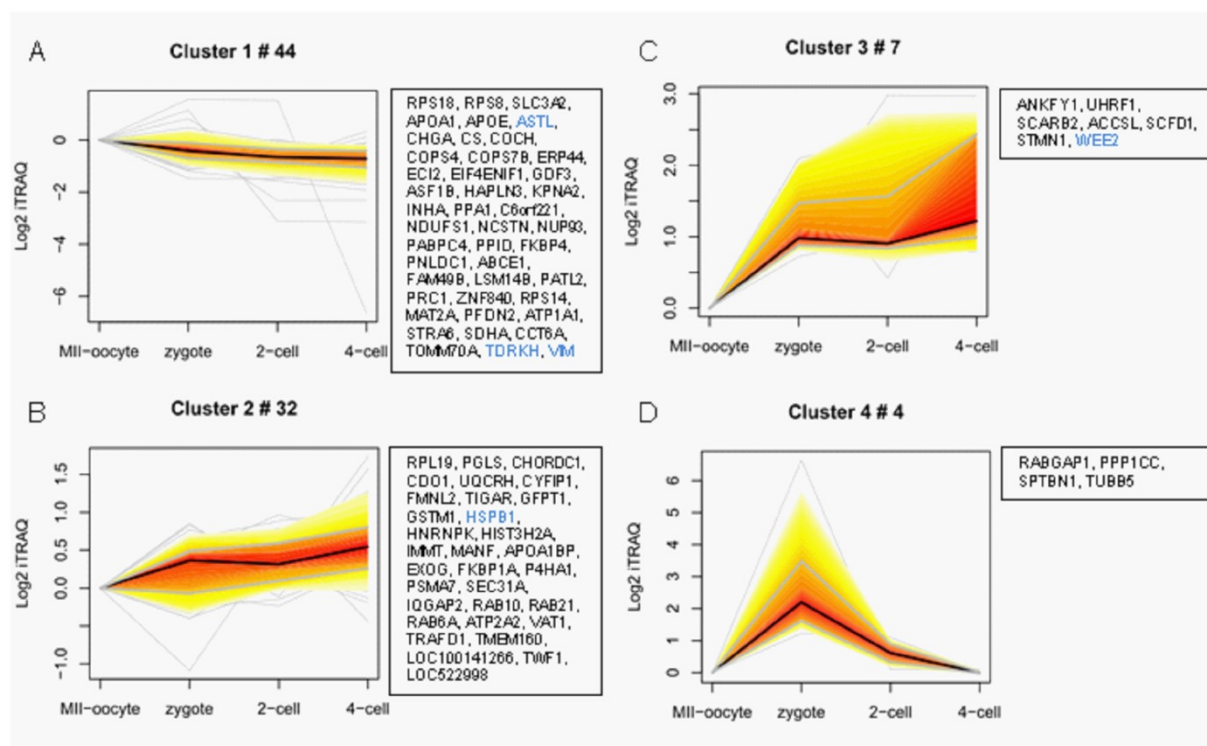 A
Cluster 1 # 44
Log2 iTRAQ
0
-2
-4
-6
MII-oocyte zygote 2-cell 4-cell
RPS18, RPS8, SLC3A2,
APOA1, APOE, ASTL,
CHGA, CS, COCH,
COPS4, COPS7B, ERP44,
ECI2, EIF4ENIF1, GDF3,
ASF1B, HAPLN3, KPNA2,
INHA, PPA1, C6orf221,
NDUFS1, NCSTN, NUP93,
PABPC4, PPID, FKBP4,
PNLDC1, ABCE1,
FAM49B, LSM14B, PATL2,
PRC1, ZNF840, RPS14,
MAT2A, PFDN2, ATP1A1,
STRA6, SDHA, CCT6A,
TOMM70A, TDRKH, VIM
B
Cluster 2 # 32
Log2 iTRAQ
1.5
1.0
0.5
0.0
-1.0
MII-oocyte zygote 2-cell 4-cell
RPL19, PGLS, CHORDC1,
CDO1, UQCRH, CYFIP1,
FMNL2, TIGAR, GFPT1,
GSTM1, HSPB1,
HNRNPK, HIST3H2A,
IMMT, MANF, APOA1BP,
EXOG, FKBP1A, P4HA1,
PSMA7, SEC31A,
IQGAP2, RAB10, RAB21,
RAB6A, ATP2A2, VAT1,
TRAFD1, TMEM160,
LOC100141266, TWF1,
LOC522998
C
Cluster 3 # 7
Log2 iTRAQ
3.0
2.0
1.0
0.0
MII-oocyte zygote 2-cell 4-cell
ANKFY1, UHRF1,
SCARB2, ACCSL, SCFD1,
STMN1, WEE2
D
Cluster 4 # 4
Log2 iTRAQ
6
5
4
3
2
1
0
MII-oocyte zygote 2-cell 4-cell
RABGAP1, PPP1CC,
SPTBN1, TUBB5